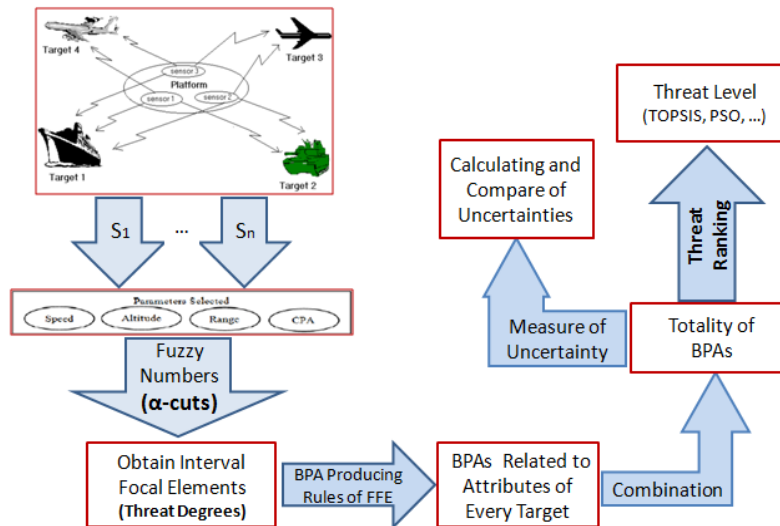 Target 4
Target 3
sensor 3
Platform
sensor 1
sensor 2
Target 1
Target 2
S1
...
Sn
Parameters Selected
Speed
Altitude
Range
CPA
Fuzzy
Numbers
(α-cuts)
Obtain Interval
Focal Elements
(Threat Degrees)
BPA Producing
Rules of FFE
BPAs Related to
Attributes of
Every Target
Combination
Totality of
BPAs
Measure of
Uncertainty
Calculating and
Compare of
Uncertainties
Threat
Ranking
Threat Level
(TOPSIS, PSO, ...)